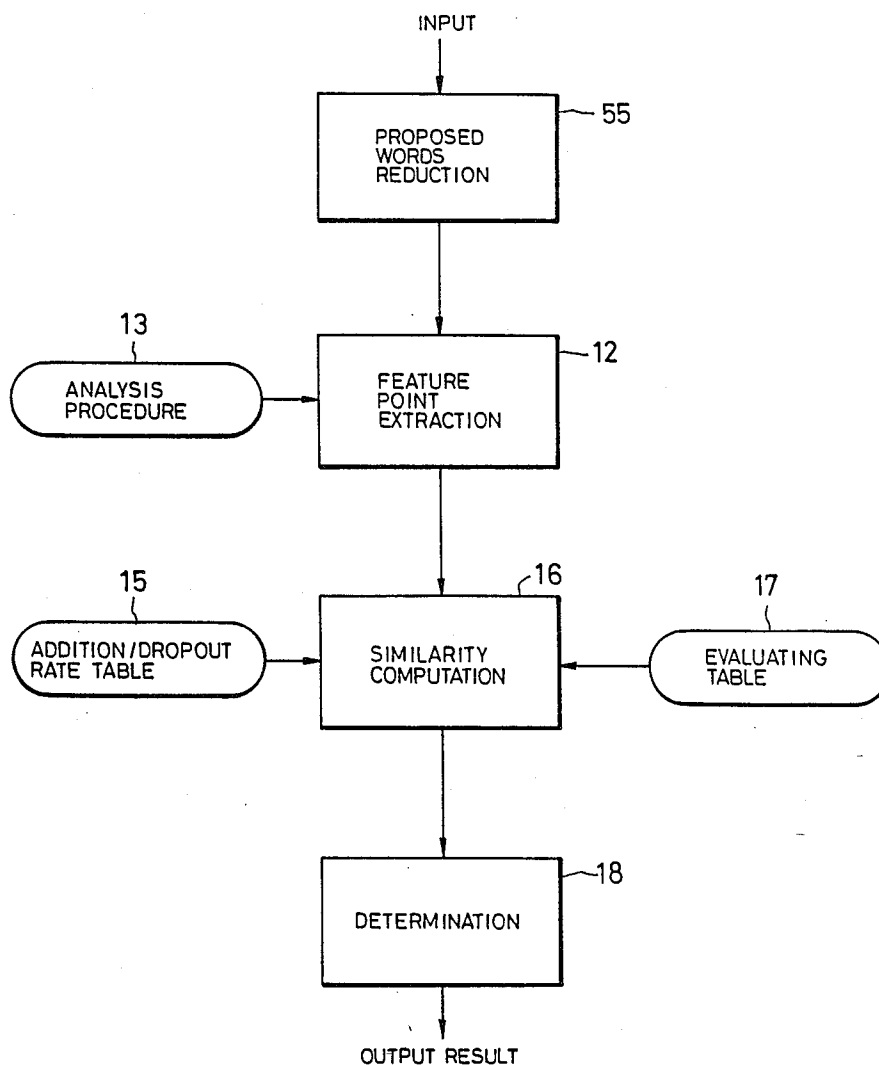 INPUT
55
PROPOSED
WORDS
REDUCTION
13
12
ANALYSIS
PROCEDURE
FEATURE
POINT
EXTRACTION
15
16
17
ADDITION/DROPOUT
RATE TABLE
SIMILARITY
COMPUTATION
EVALUATING
TABLE
18
DETERMINATION
OUTPUT RESULT